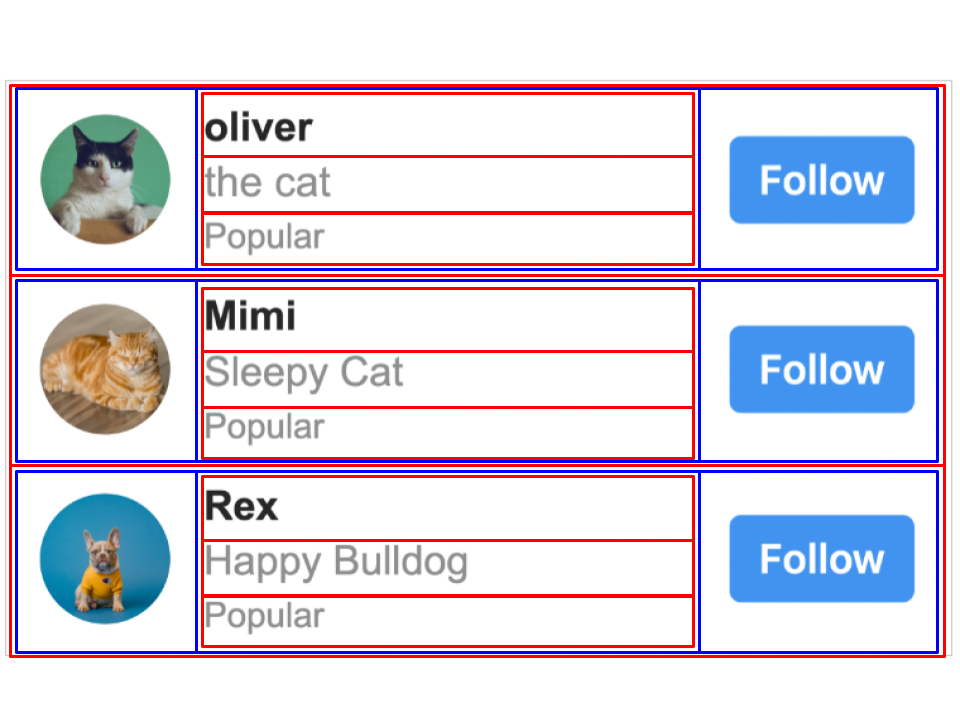 oliver
the cat
Popular
Follow
Mimi
Sleepy Cat
Popular
Follow
Rex
Happy Bulldog
Popular
Follow